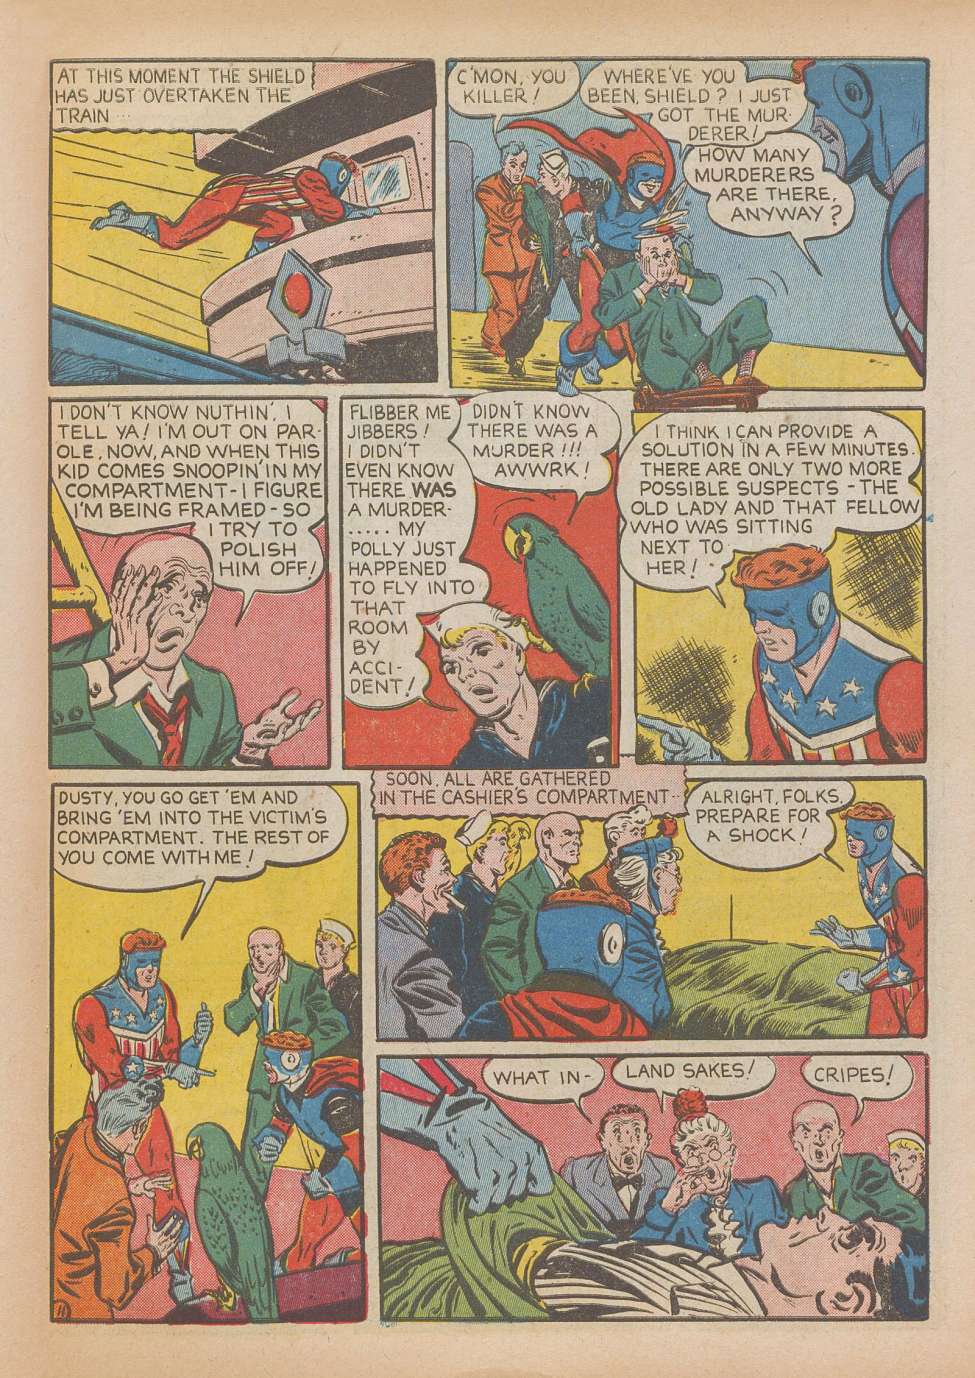 AT THIS MOMENT THE SHIELD
HAS JUST OVERTAKEN THE
TRAIN...
C'MON, YOU
KILLER!
WHERE'VE YOU
BEEN, SHIELD? I JUST
GOT THE MUR-
DERER!
HOW MANY
MURDERERS
ARE THERE,
ANYWAY?
I DON'T KNOW NUTHIN', I
TELL YA! I'M OUT ON PAR-
OLE, NOW, AND WHEN THIS
KID COMES SNOOPIN' IN MY
COMPARTMENT-I FIGURE
I'M BEING FRAMED-SO
I TRY TO
POLISH
HIM OFF!
FLIBBER ME
JIBBERS!
I DIDN'T
EVEN KNOW
THERE WAS
A MURDER-
..... MY
POLLY JUST
HAPPENED
TO FLY INTO
THAT
ROOM
BY
ACCI-
DENT!
DIDN'T KNOW
THERE WAS A
MURDER!!!
AWWRK!
I THINK I CAN PROVIDE A
SOLUTION IN A FEW MINUTES.
THERE ARE ONLY TWO MORE
POSSIBLE SUSPECTS - THE
OLD LADY AND THAT FELLOW
WHO WAS SITTING
NEXT TO
HER!
DUSTY, YOU GO GET 'EM AND
BRING 'EM INTO THE VICTIM'S
COMPARTMENT. THE REST OF
YOU COME WITH ME!
11
SOON, ALL ARE GATHERED
IN THE CASHIER'S COMPARTMENT--
ALRIGHT, FOLKS,
PREPARE FOR
A SHOCK!
WHAT IN-
LAND SAKES!
CRIPES!